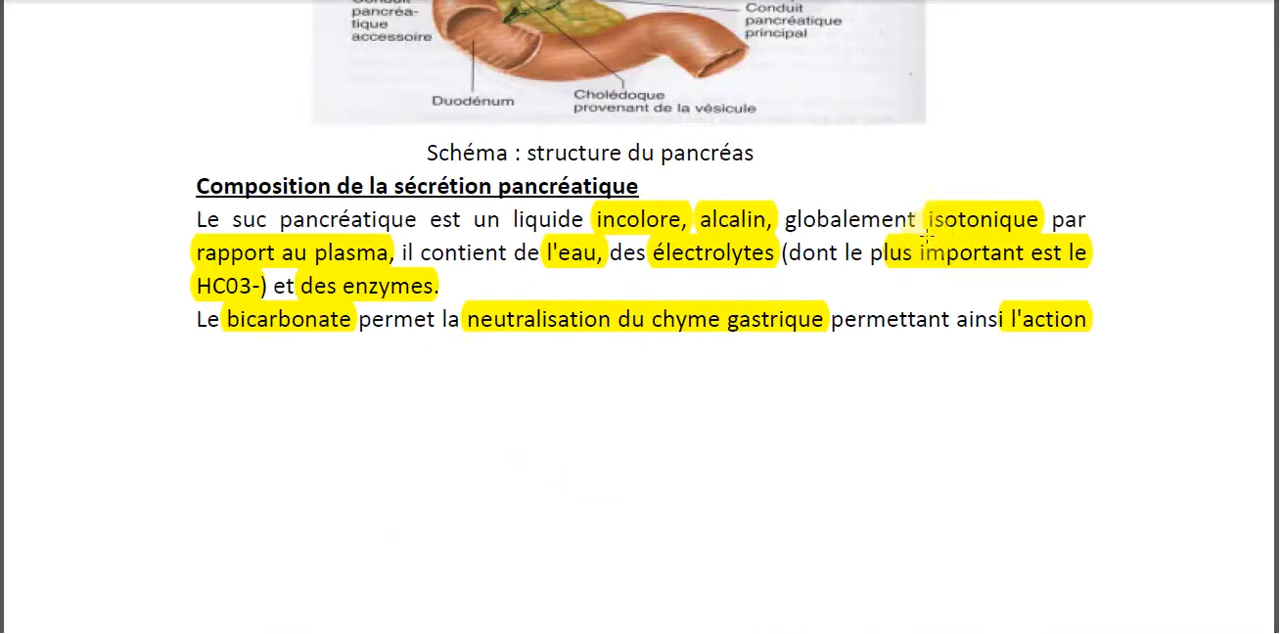 Conduit
pancréa-
tique
accessoire
Conduit
pancréatique
principal
Duodénum
Cholédoque
provenant de la vésicule
Schéma : structure du pancréas
Composition de la sécrétion pancréatique
Le suc pancréatique est un liquide incolore, alcalin, globalement isotonique par
rapport au plasma, il contient de l'eau, des électrolytes (dont le plus important est le
HC03-) et des enzymes.
Le bicarbonate permet la neutralisation du chyme gastrique permettant ainsi l'action